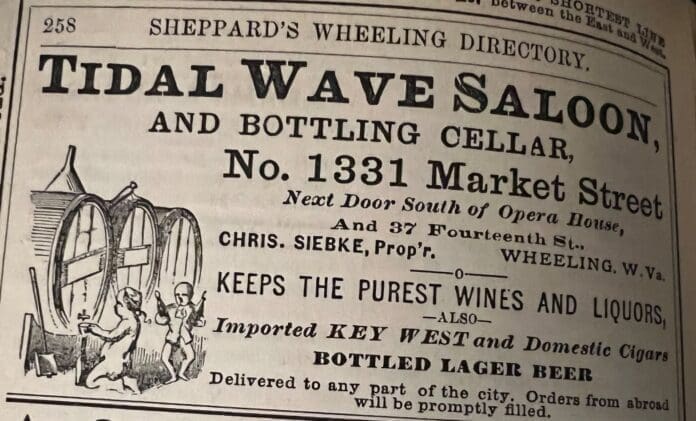 SHORTEST LINE
Between the East and West.
258 SHEPPARD'S WHEELING DIRECTORY.
TIDAL WAVE SALOON,
AND BOTTLING CELLAR,
No. 1331 Market Street
Next Door South of Opera House,
And 37 Fourteenth St.,
CHRIS. SIEBKE, Prop'r. WHEELING, W. Va.
—o—
KEEPS THE PUREST WINES AND LIQUORS,
—ALSO—
Imported KEY WEST and Domestic Cigars
BOTTLED LAGER BEER
Delivered to any part of the city. Orders from abroad
will be promptly filled.